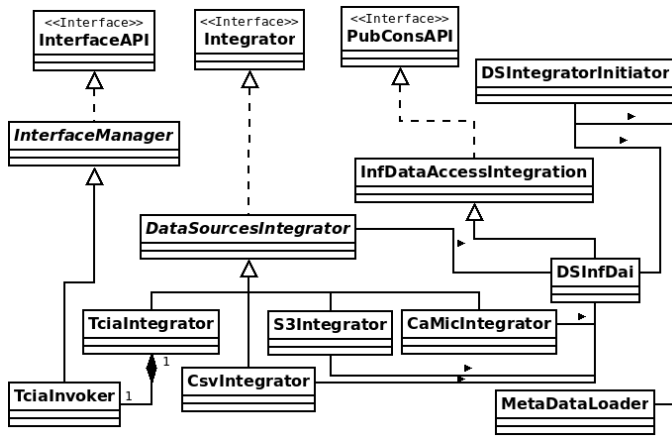 <<Interface>>
InterfaceAPI
<<Interface>>
Integrator
<<Interface>>
PubConsAPI
DSIntegratorInitiator
InterfaceManager
InfDataAccessIntegration
DataSourcesIntegrator
DSInfDai
TciaIntegrator
S3Integrator
CaMicIntegrator
1
CsvIntegrator
TciaInvoker
1
MetaDataLoader